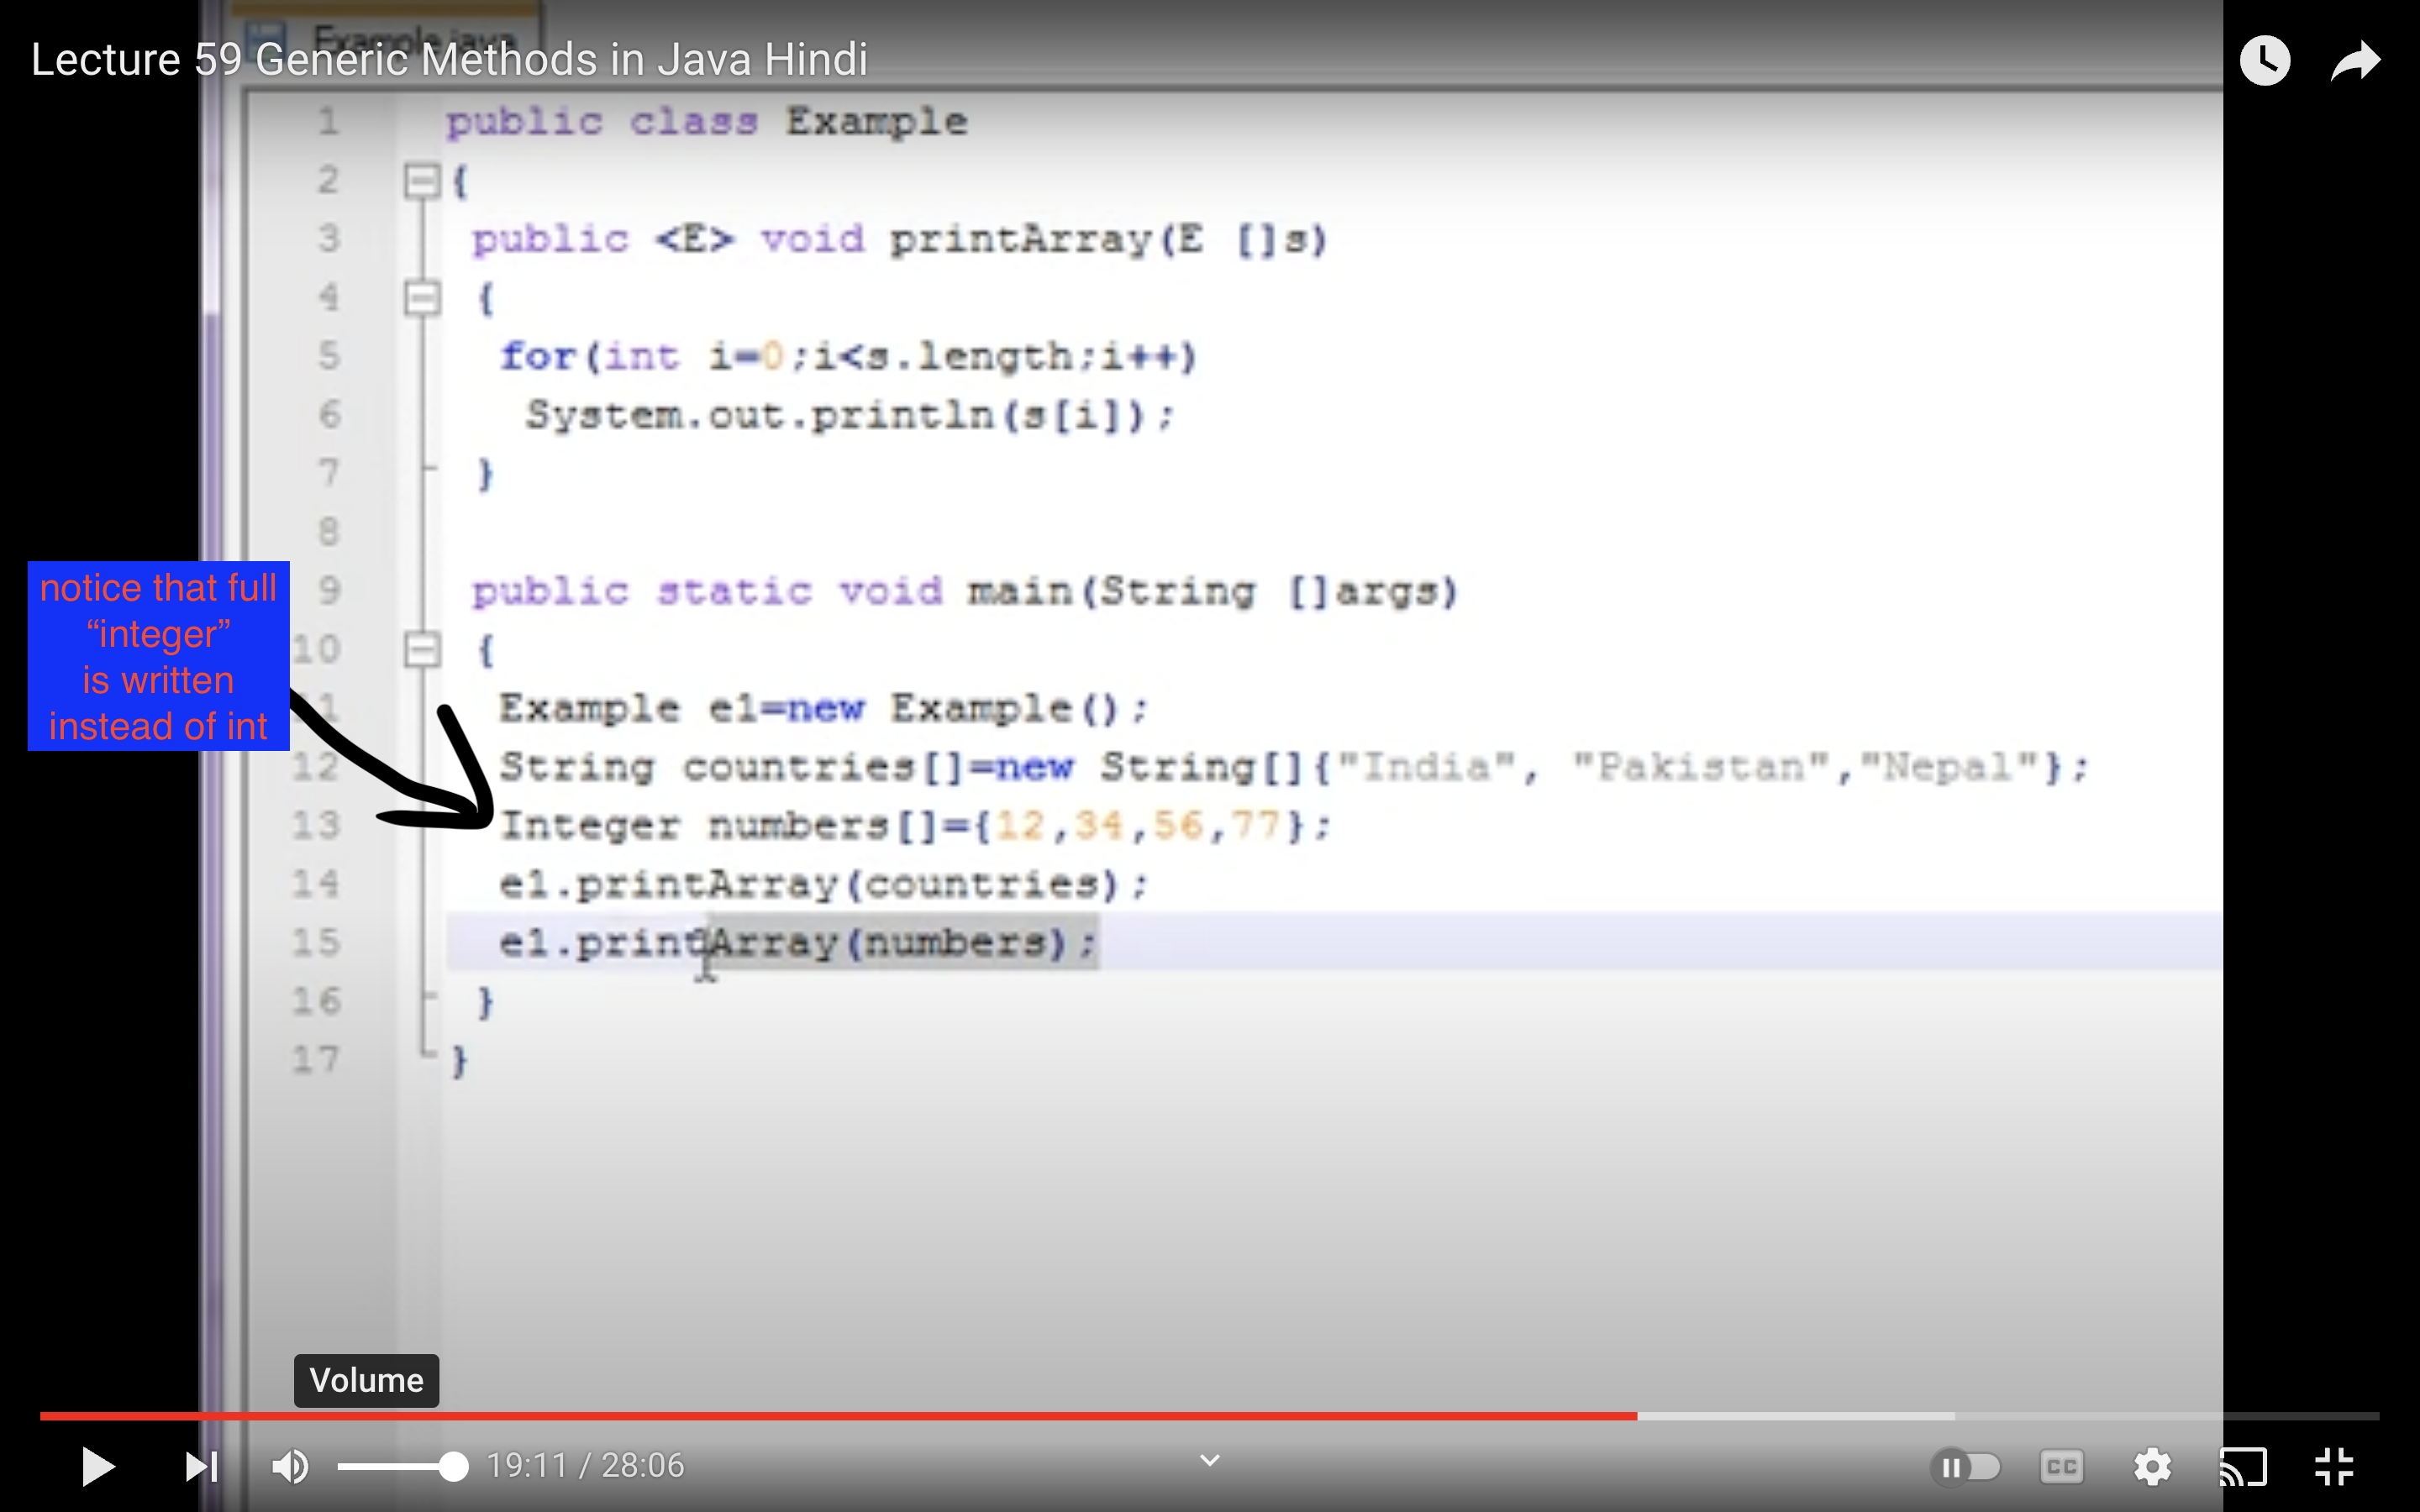 Example.java
Lecture 59 Generic Methods in Java Hindi
1 public class Example
2 {
3 public <E> void printArray(E []s)
4 {
5 for(int i=0;i<s.length;i++)
6 System.out.println(s[i]);
7 }
8
9 public static void main(String []args)
10 {
11 Example e1=new Example();
12 String countries[]=new String[]{"India", "Pakistan","Nepal"};
13 Integer numbers[]={12,34,56,77};
14 e1.printArray(countries);
15 e1.printArray(numbers);
16 }
17 }
notice that full
“integer”
is written
instead of int
Volume
19:11 / 28:06
CC